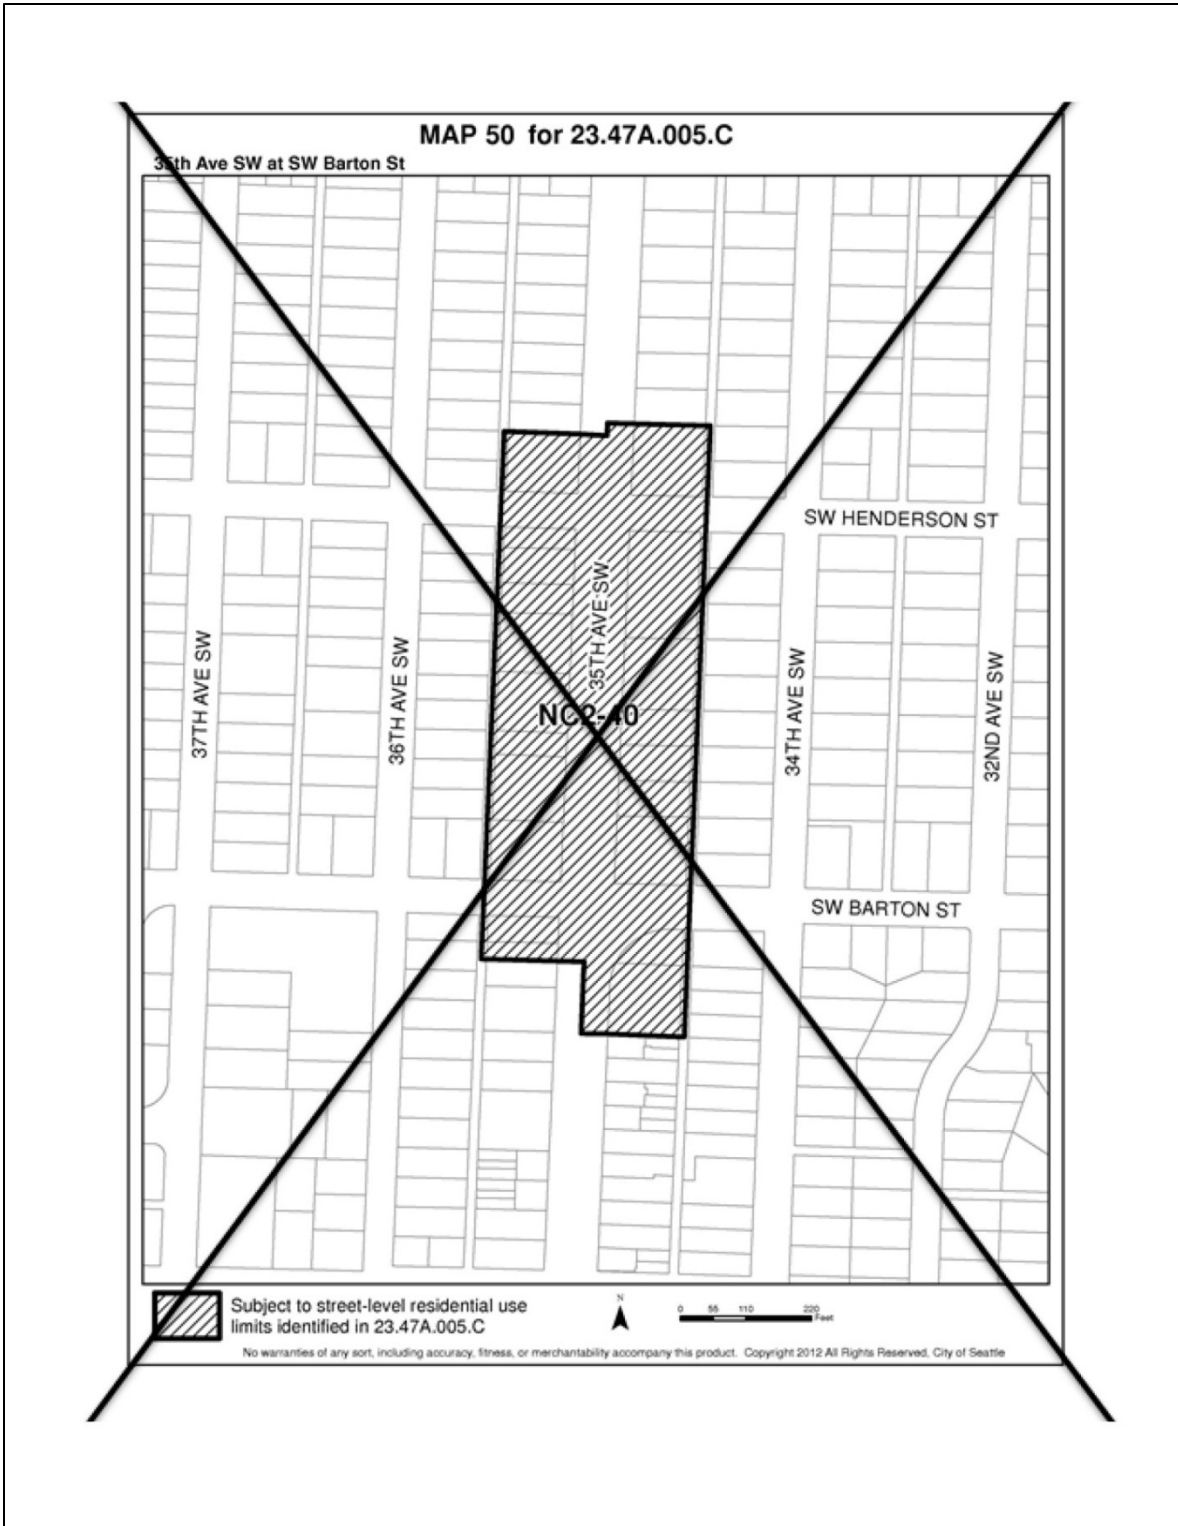 MAP 50 for 23.47A.005.C
35th Ave SW at SW Barton St
SW HENDERSON ST
35TH AVE SW
37TH AVE SW
36TH AVE SW
34TH AVE SW
32ND AVE SW
NC2-40
SW BARTON ST
Subject to street-level residential use
limits identified in 23.47A.005.C
N
0 55 110 220
Feet
No warranties of any sort, including accuracy, fitness, or merchantability accompany this product. Copyright 2012 All Rights Reserved, City of Seattle